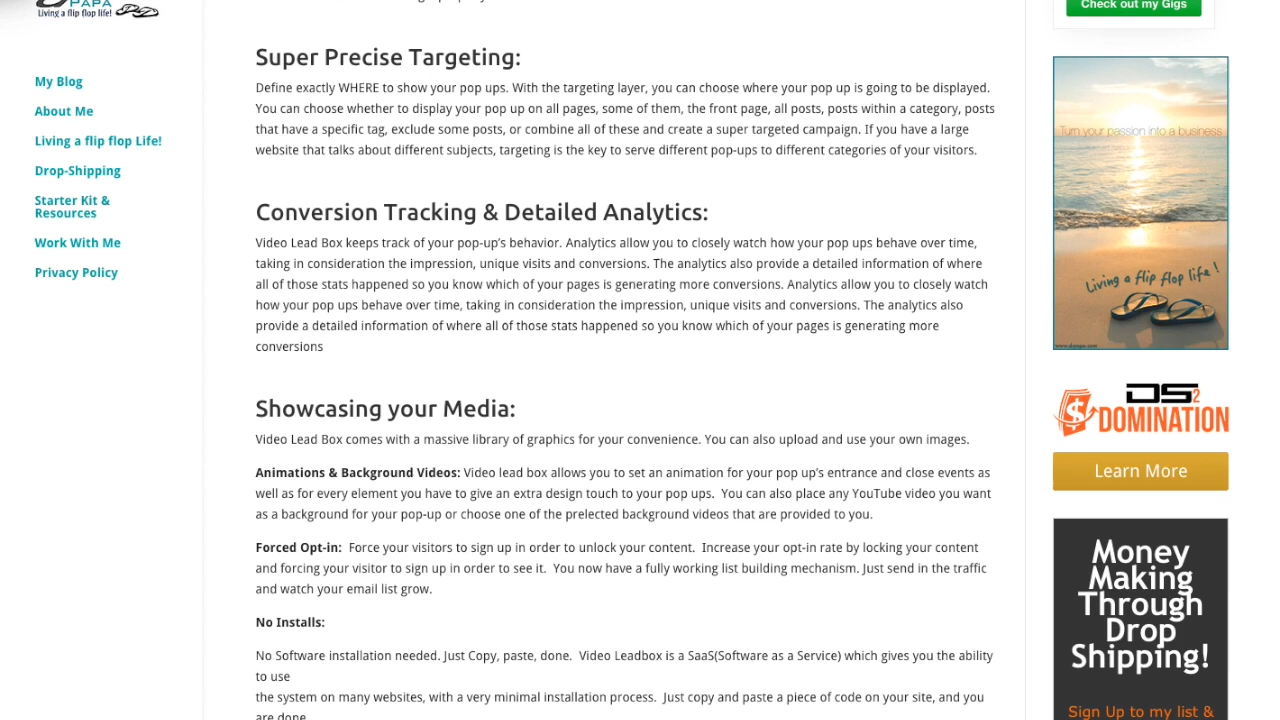 PAPA
Living a flip flop life!
My Blog
About Me
Living a flip flop Life!
Drop-Shipping
Starter Kit &
Resources
Work With Me
Privacy Policy
Super Precise Targeting:
Define exactly WHERE to show your pop ups. With the targeting layer, you can choose where your pop up is going to be displayed.
You can choose whether to display your pop up on all pages, some of them, the front page, all posts, posts within a category, posts
that have a specific tag, exclude some posts, or combine all of these and create a super targeted campaign. If you have a large
website that talks about different subjects, targeting is the key to serve different pop-ups to different categories of your visitors.
Conversion Tracking & Detailed Analytics:
Video Lead Box keeps track of your pop-up’s behavior. Analytics allow you to closely watch how your pop ups behave over time,
taking in consideration the impression, unique visits and conversions. The analytics also provide a detailed information of where
all of those stats happened so you know which of your pages is generating more conversions. Analytics allow you to closely watch
how your pop ups behave over time, taking in consideration the impression, unique visits and conversions. The analytics also
provide a detailed information of where all of those stats happened so you know which of your pages is generating more
conversions
Showcasing your Media:
Video Lead Box comes with a massive library of graphics for your convenience. You can also upload and use your own images.
Animations & Background Videos: Video lead box allows you to set an animation for your pop up’s entrance and close events as
well as for every element you have to give an extra design touch to your pop ups.  You can also place any YouTube video you want
as a background for your pop-up or choose one of the prelected background videos that are provided to you.
Forced Opt-in:  Force your visitors to sign up in order to unlock your content.  Increase your opt-in rate by locking your content
and forcing your visitor to sign up in order to see it.  You now have a fully working list building mechanism. Just send in the traffic
and watch your email list grow.
No Installs:
No Software installation needed. Just Copy, paste, done.  Video Leadbox is a SaaS(Software as a Service) which gives you the ability
to use
the system on many websites, with a very minimal installation process.  Just copy and paste a piece of code on your site, and you
are done
Check out my Gigs
Turn your passion into a business
Living a flip flop life!
DS2
DOMINATION
Learn More
Money
Making
Through
Drop
Shipping!
Sign Up to my list &